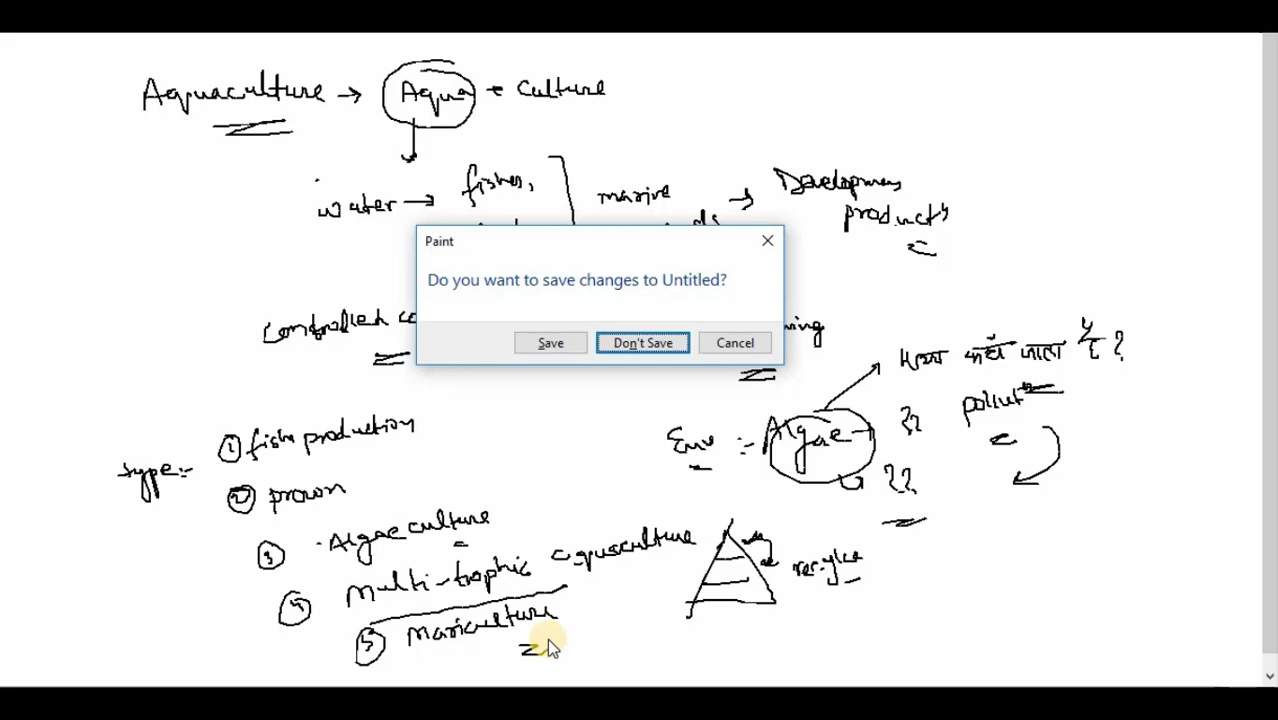 Aquaculture → Aqua + Culture
water → fishes, marine → Development
products
Paint
Do you want to save changes to Untitled?
Save Don't Save Cancel
Controlled
Env :- Algae → ??
pollut
??
type:-
① fish production
② prawn
③ Algae culture
④ Multi-trophic aquaculture
recycle
⑤ Mariculture